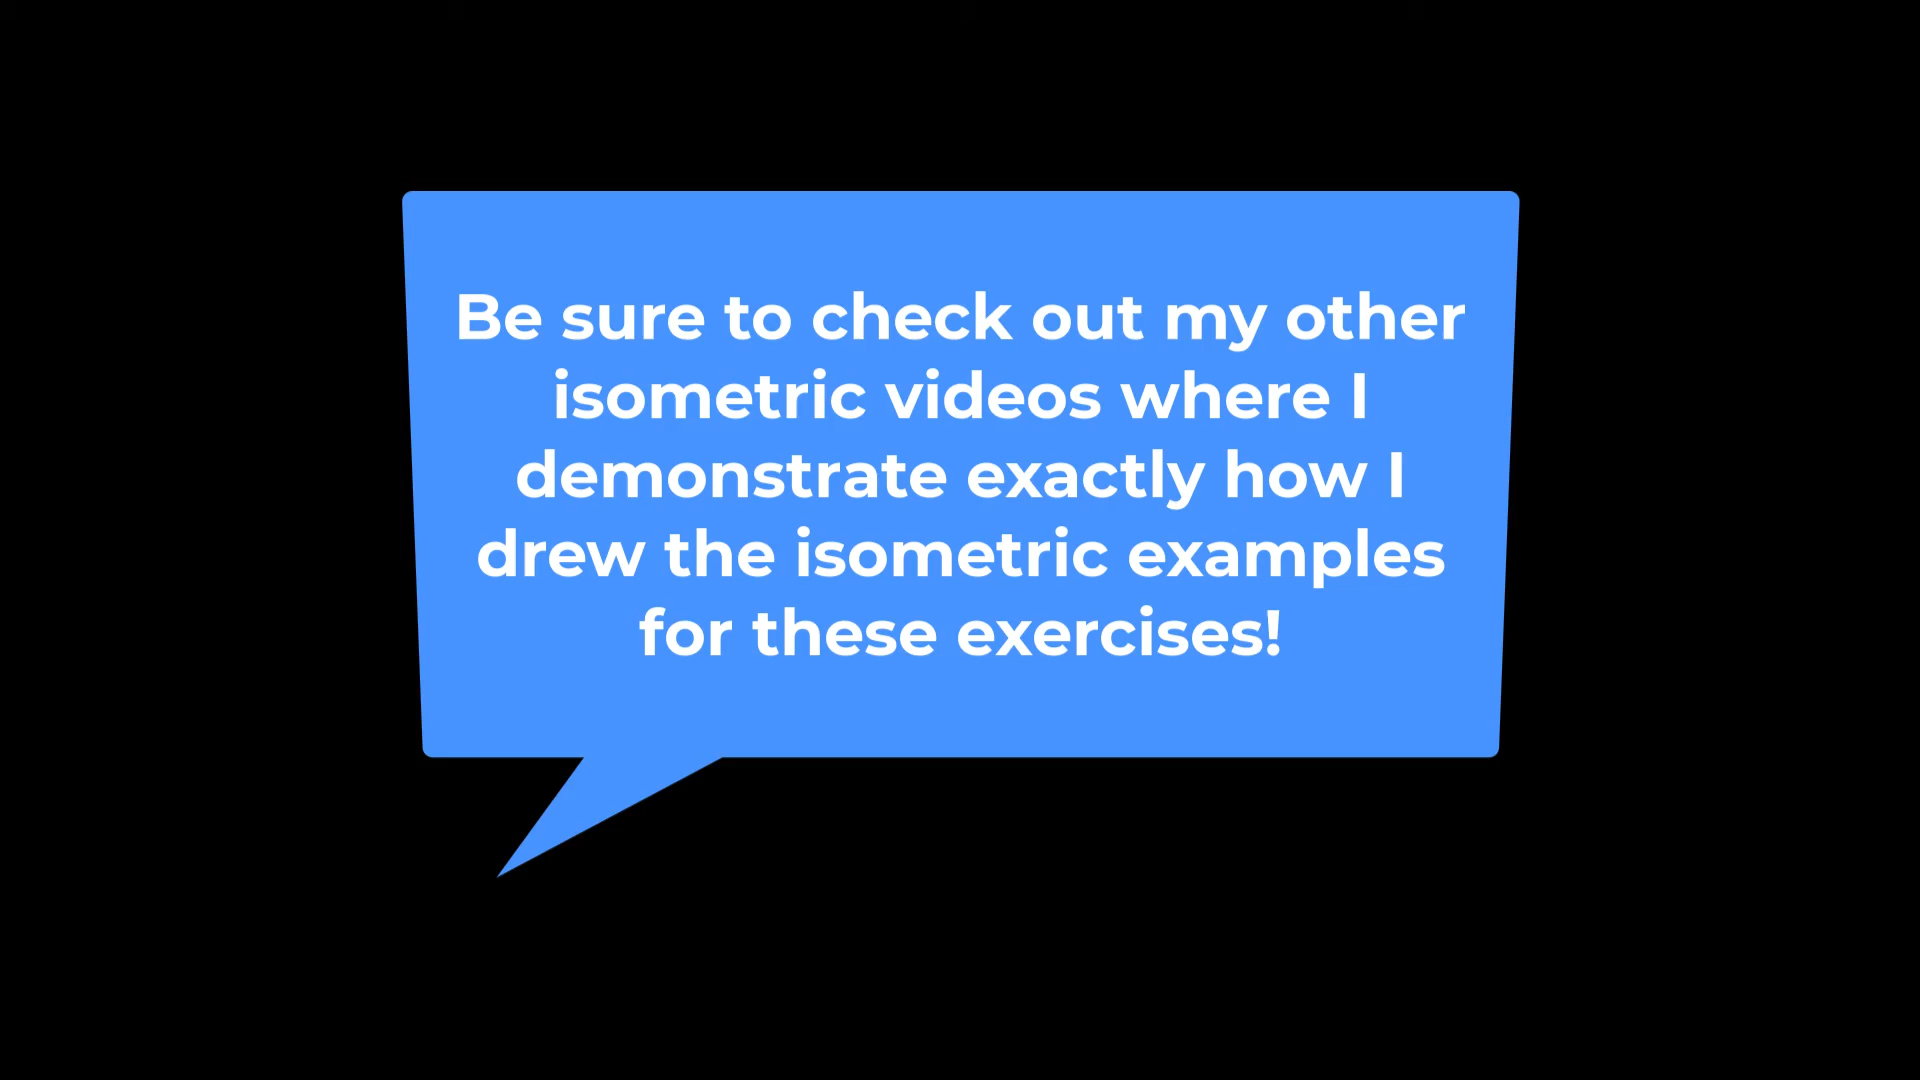 Be sure to check out my other
isometric videos where I
demonstrate exactly how I
drew the isometric examples
for these exercises!